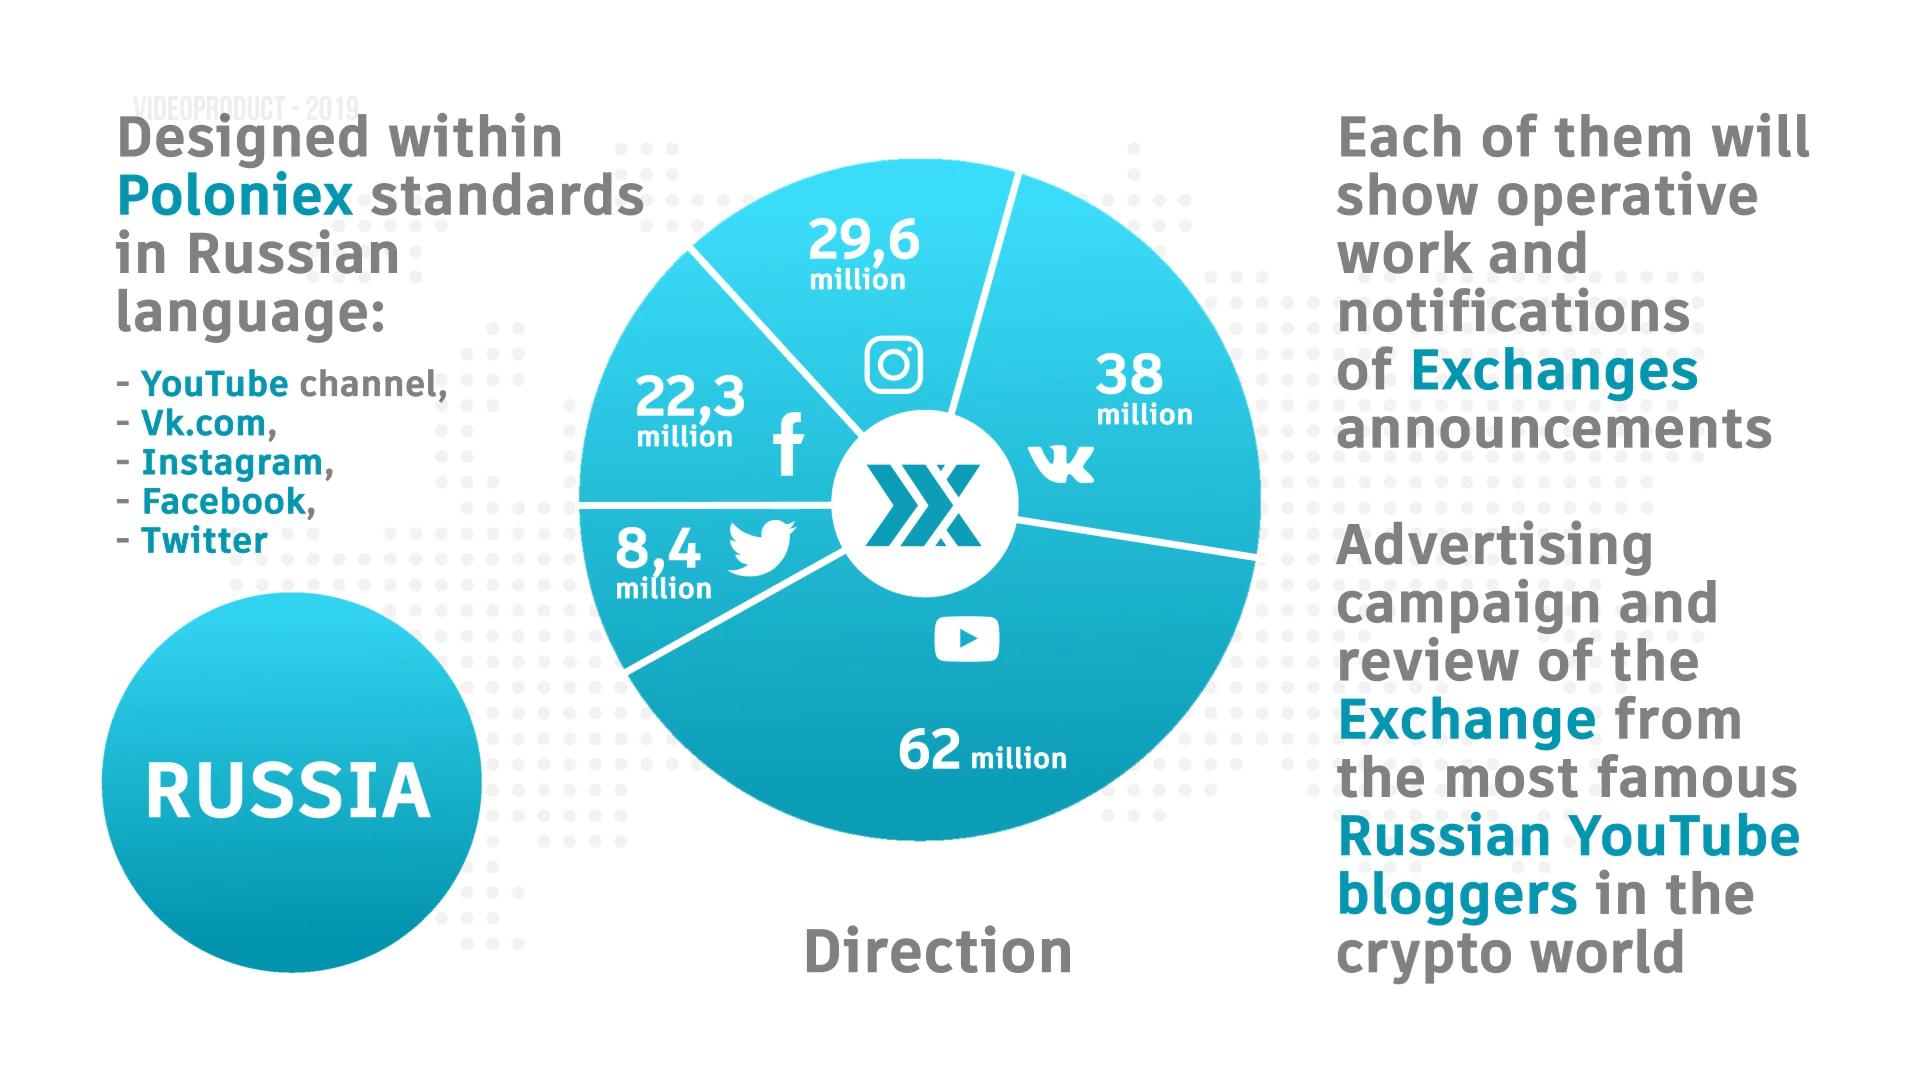 VIDEOPRODUCT - 2019
Designed within
Poloniex standards
in Russian
language:
- YouTube channel,
- Vk.com,
- Instagram,
- Facebook,
- Twitter
RUSSIA
29,6
million
38
million
22,3
million
8,4
million
62 million
Direction
Each of them will
show operative
work and
notifications
of Exchanges
announcements
Advertising
campaign and
review of the
Exchange from
the most famous
Russian YouTube
bloggers in the
crypto world